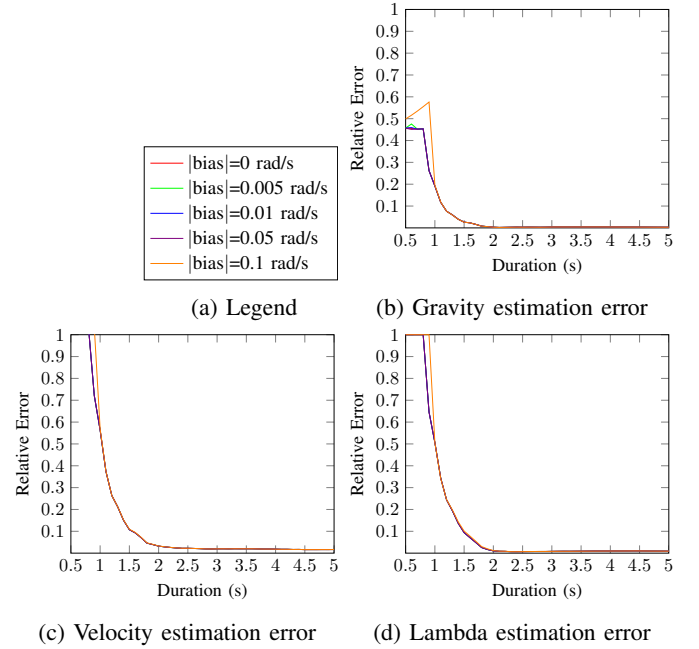 1
0.9
0.8
0.7
0.6
0.5
0.4
0.3
0.2
0.1
Relative Error
0.5 1 1.5 2 2.5 3 3.5 4 4.5 5
Duration (s)
|bias|=0 rad/s
|bias|=0.005 rad/s
|bias|=0.01 rad/s
|bias|=0.05 rad/s
|bias|=0.1 rad/s
(a) Legend
(b) Gravity estimation error
1
0.9
0.8
0.7
0.6
0.5
0.4
0.3
0.2
0.1
Relative Error
0.5 1 1.5 2 2.5 3 3.5 4 4.5 5
Duration (s)
(c) Velocity estimation error
1
0.9
0.8
0.7
0.6
0.5
0.4
0.3
0.2
0.1
Relative Error
0.5 1 1.5 2 2.5 3 3.5 4 4.5 5
Duration (s)
(d) Lambda estimation error